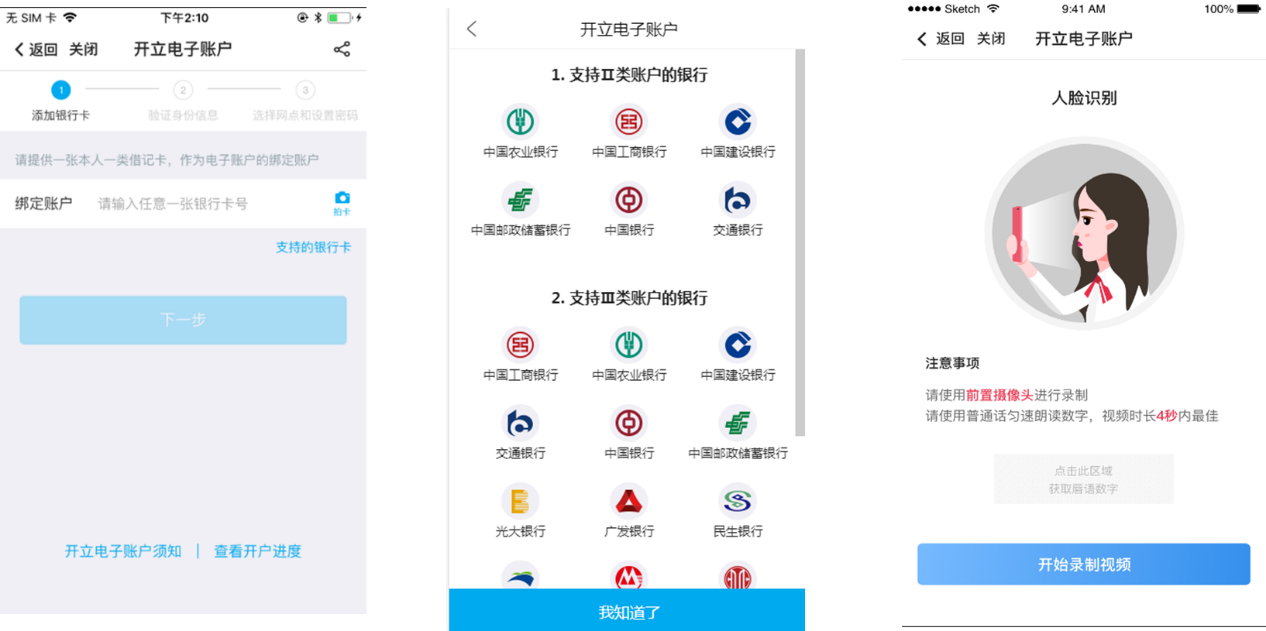 无 SIM 卡
下午2:10
返回 关闭 开立电子账户
1 2 3
添加银行卡 验证身份信息 选择网点和设置密码
请提供一张本人一类借记卡，作为电子账户的绑定账户
绑定账户 请输入任意一张银行卡号
拍卡
支持的银行卡
下一步
开立电子账户须知 | 查看开户进度
开立电子账户
1. 支持Ⅱ类账户的银行
中国农业银行 中国工商银行 中国建设银行
中国邮政储蓄银行 中国银行 交通银行
2. 支持Ⅲ类账户的银行
中国工商银行 中国农业银行 中国建设银行
交通银行 中国银行 中国邮政储蓄银行
光大银行 广发银行 民生银行
我知道了
Sketch 9:41 AM 100%
返回 关闭 开立电子账户
人脸识别
注意事项
请使用前置摄像头进行录制
请使用普通话匀速朗读数字，视频时长4秒内最佳
点击此区域
获取唇语数字
开始录制视频